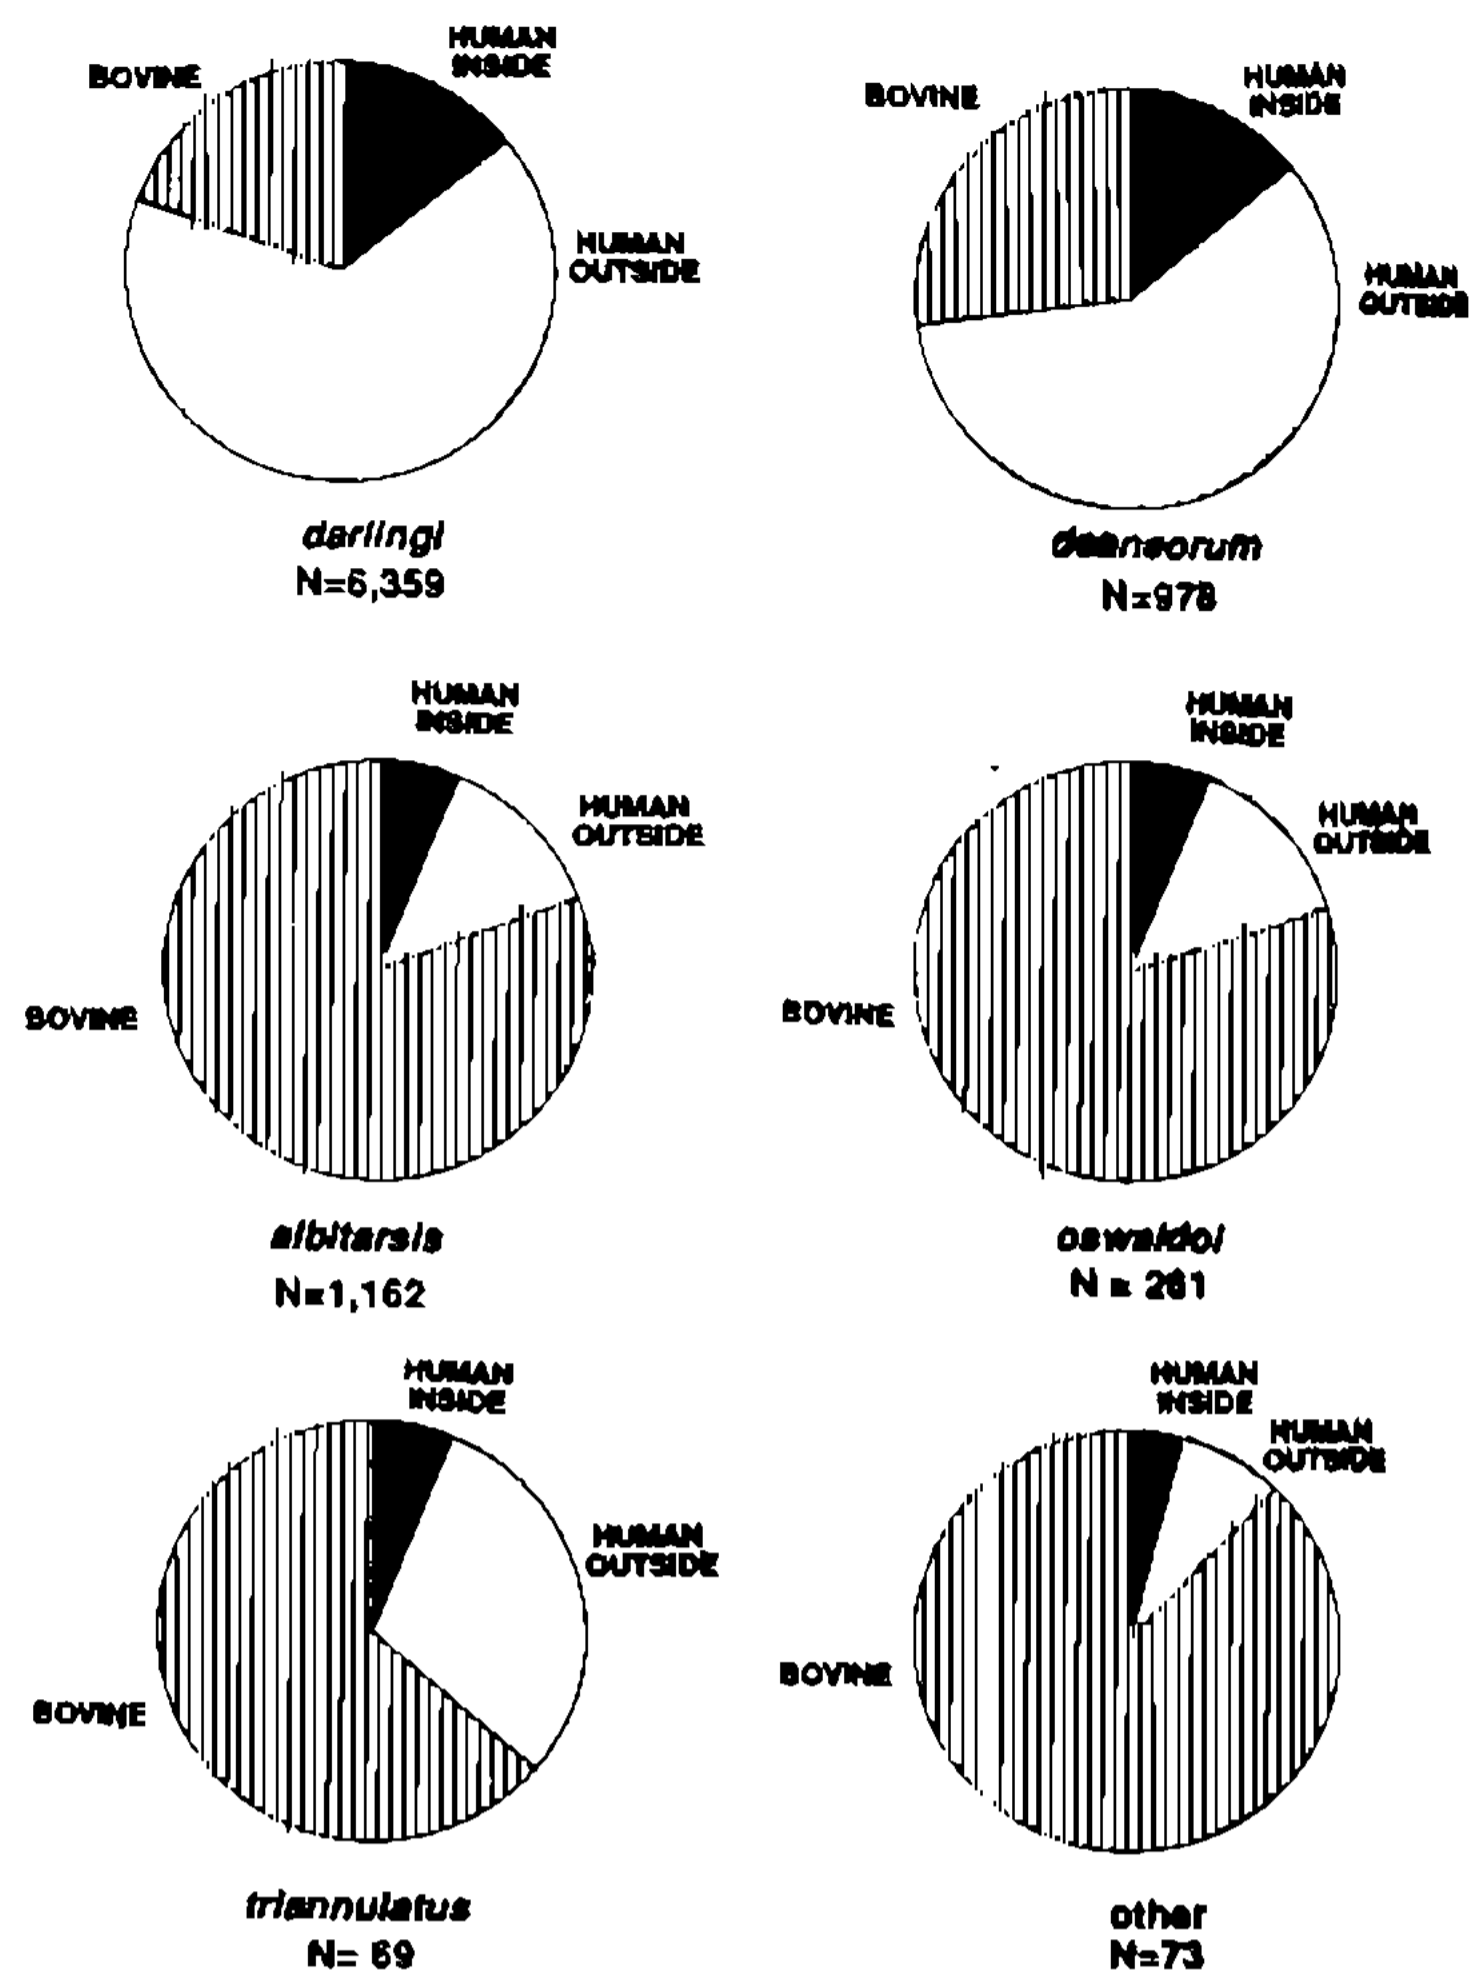 BOVINE
HUMAN
INSIDE
HUMAN
OUTSIDE
darlingi
N=6,359
BOVINE
HUMAN
INSIDE
HUMAN
OUTSIDE
deaneorum
N=978
HUMAN
INSIDE
HUMAN
OUTSIDE
BOVINE
albitarsis
N=1,162
HUMAN
INSIDE
HUMAN
OUTSIDE
BOVINE
oswaldoi
N = 261
HUMAN
INSIDE
HUMAN
OUTSIDE
BOVINE
triannulatus
N=
HUMAN
INSIDE
HUMAN
OUTSIDE
BOVINE
other
N=73